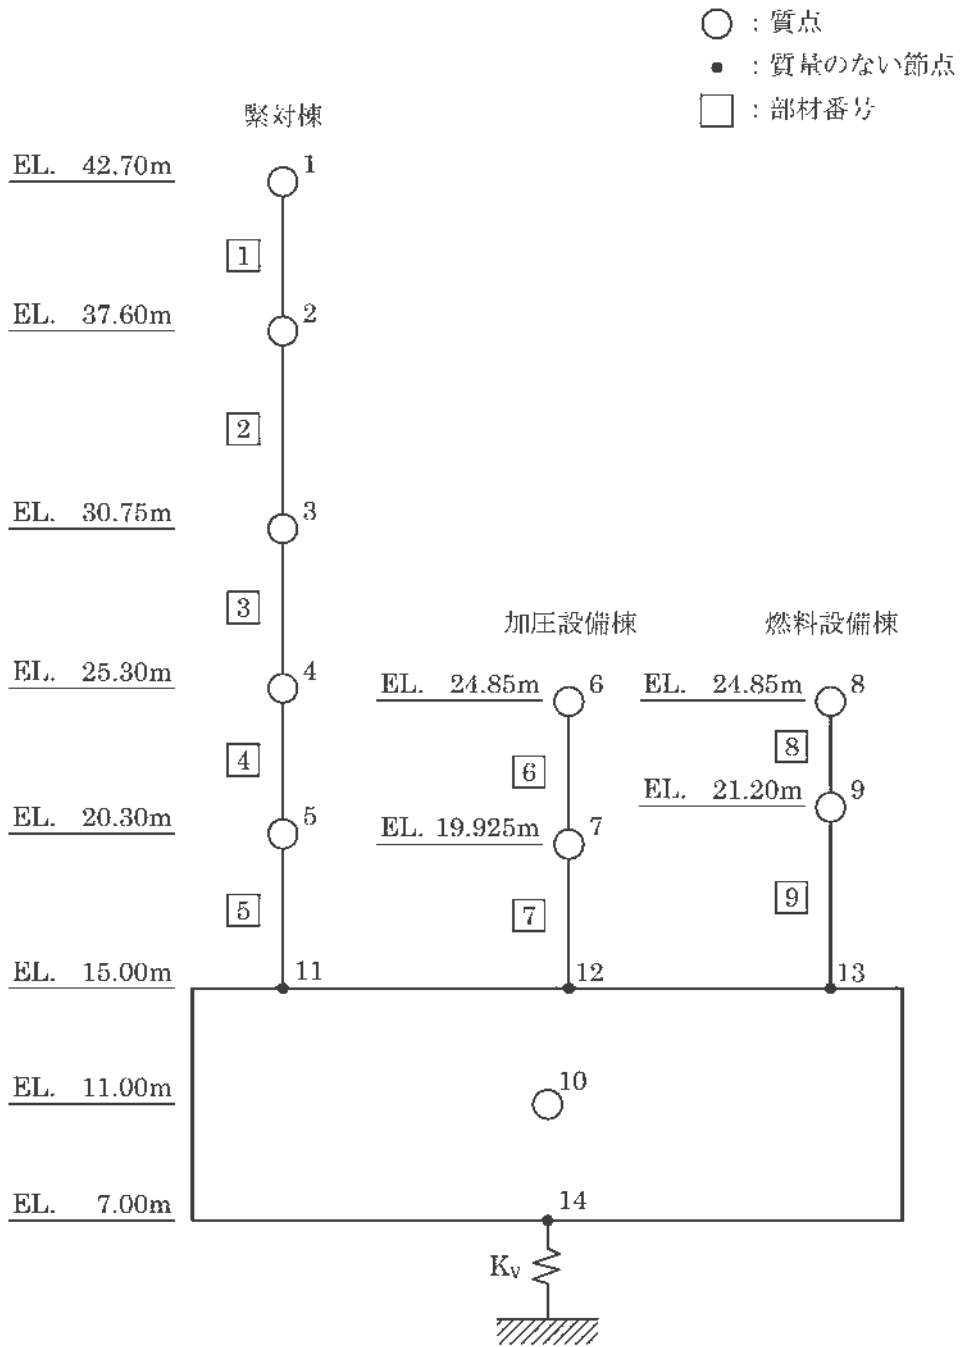 ○ : 質点
• : 質量のない節点
□ : 部材番号
緊対棟
EL. 42.70m
1
1
EL. 37.60m
2
2
EL. 30.75m
3
3
加圧設備棟
燃料設備棟
EL. 25.30m
4
EL. 24.85m
6
EL. 24.85m
8
4
6
8
EL. 21.20m
9
EL. 20.30m
5
EL. 19.925m
7
5
7
9
EL. 15.00m
11
12
13
EL. 11.00m
10
EL. 7.00m
14
Kv